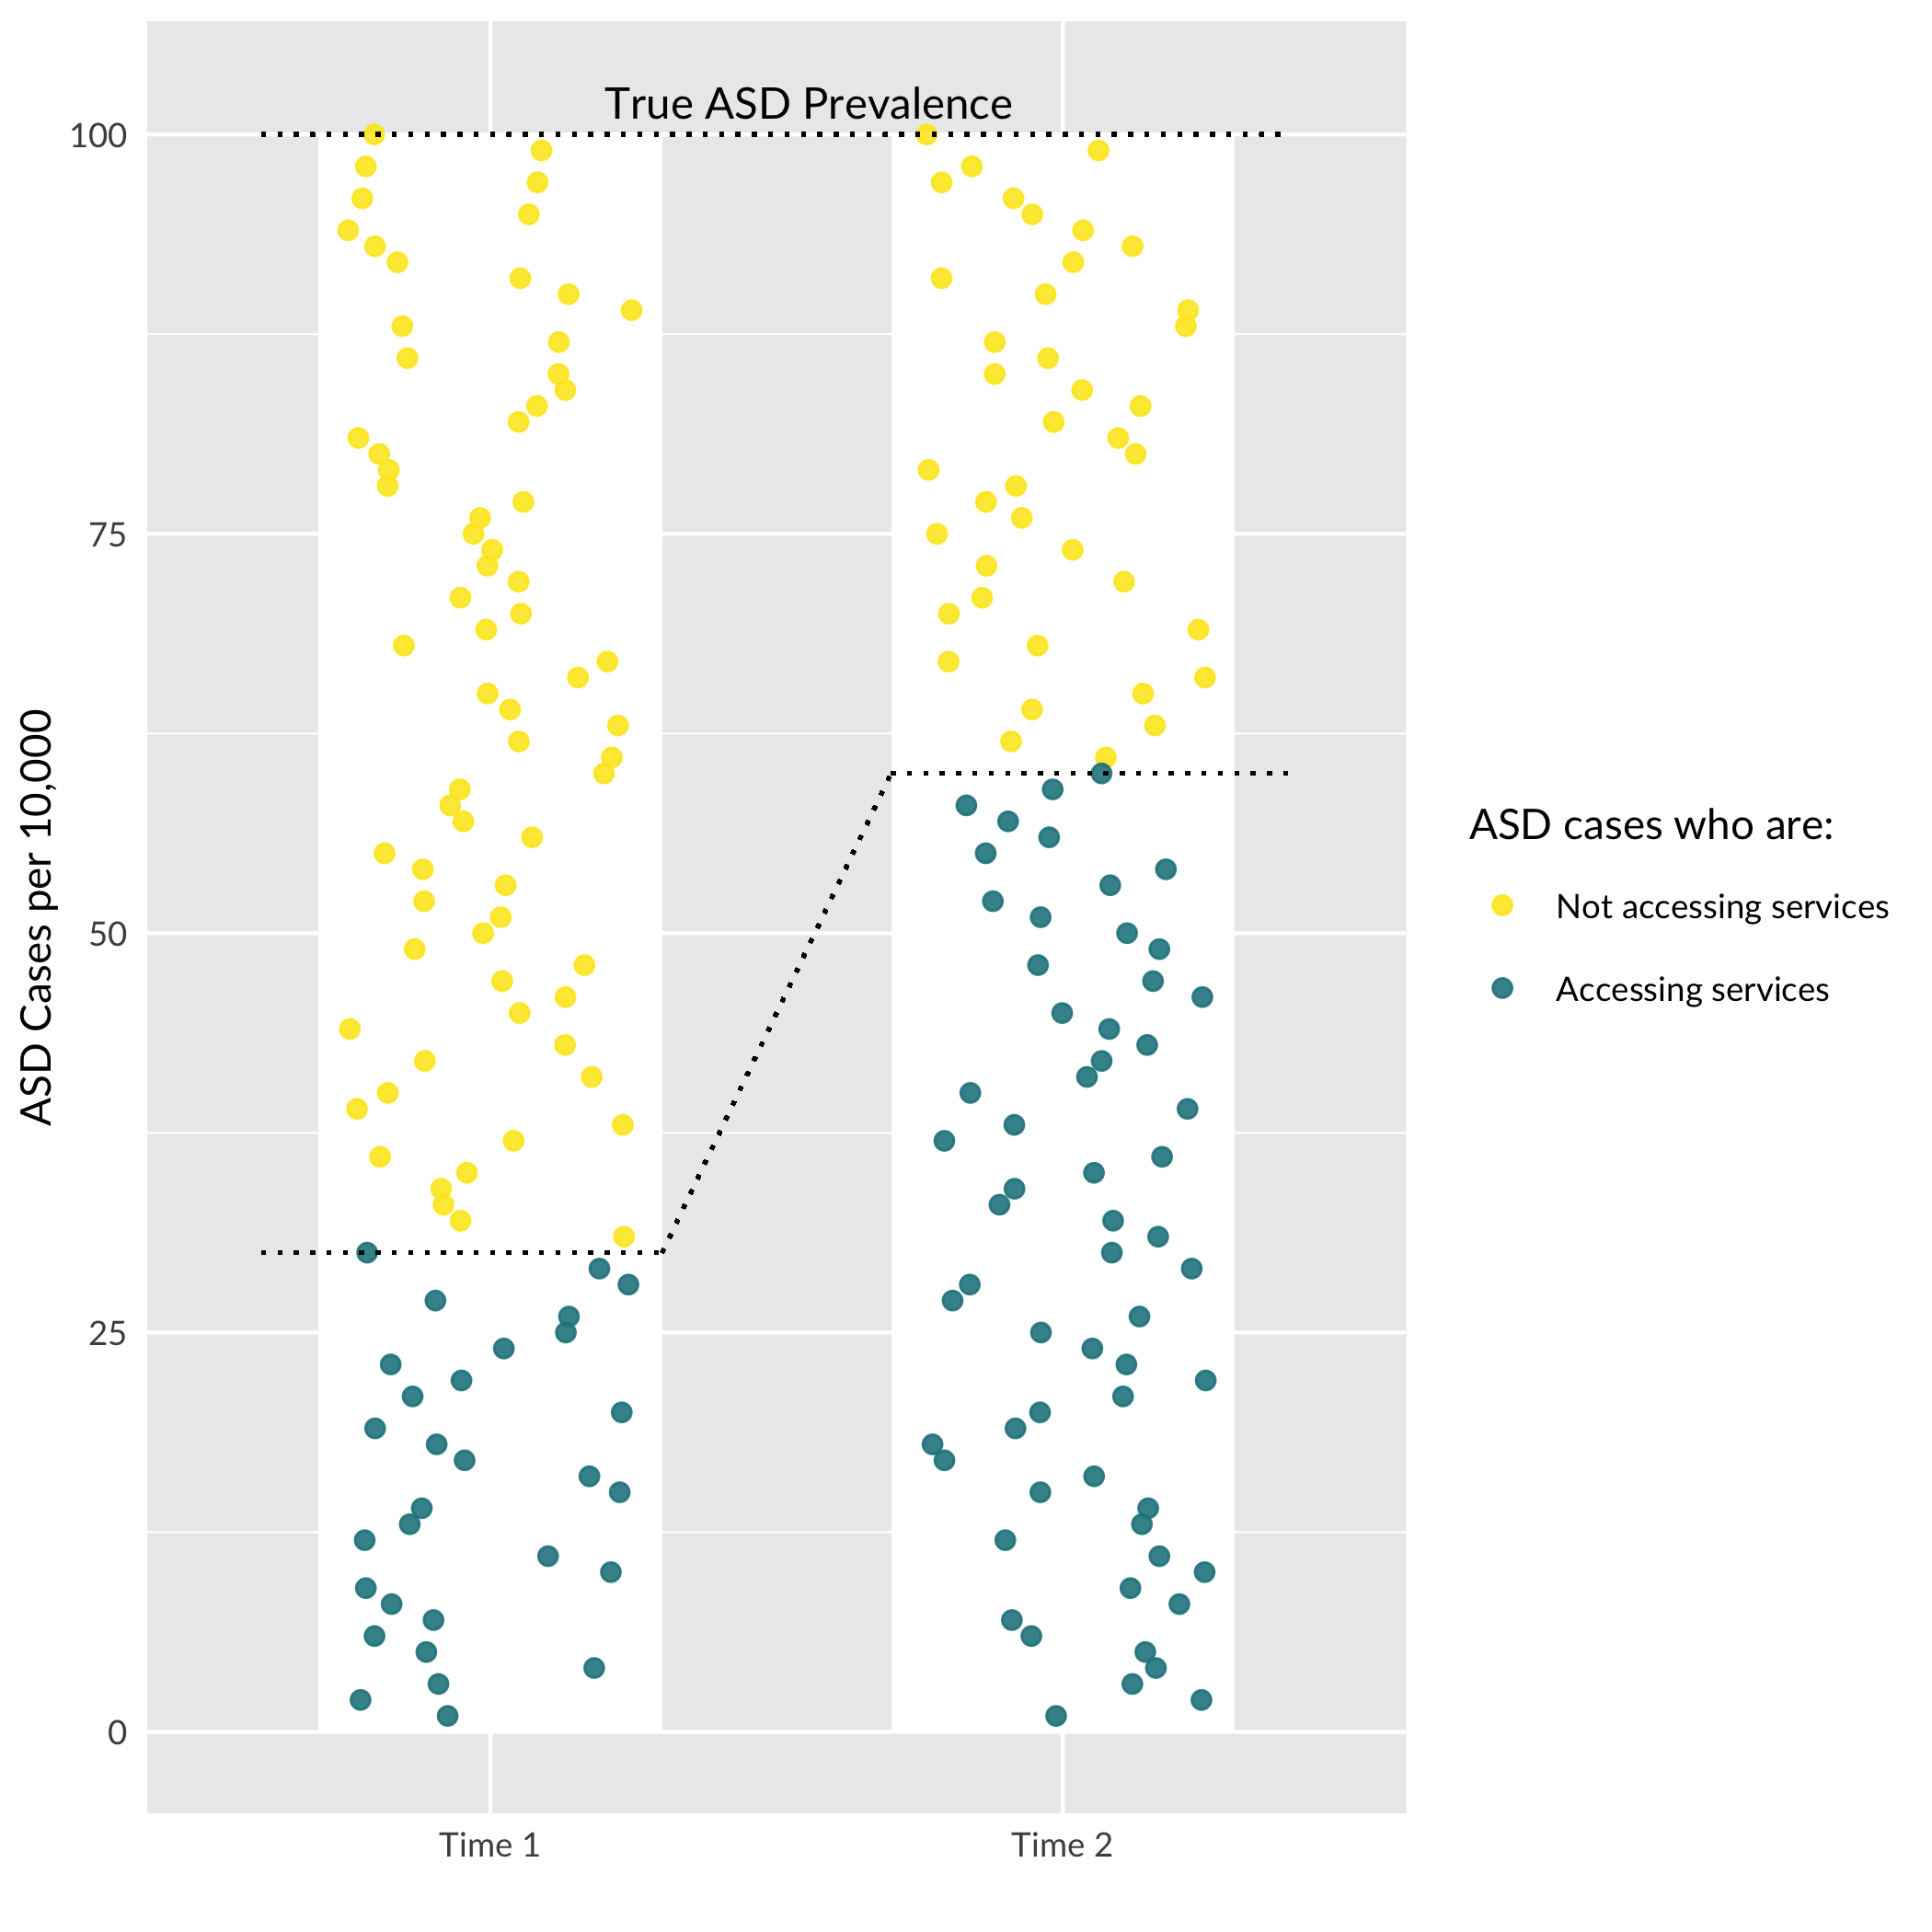 True ASD Prevalence
100
75
50
25
0
ASD Cases per 10,000
Time 1
Time 2
ASD cases who are:
Not accessing services
Accessing services